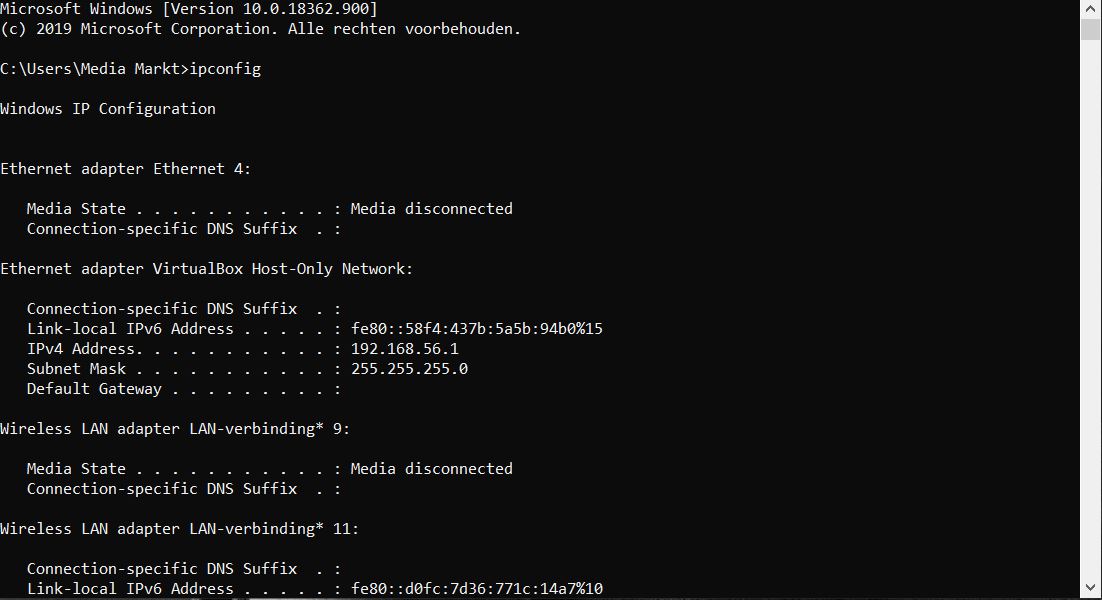 Microsoft Windows [Version 10.0.18362.900]
(c) 2019 Microsoft Corporation. Alle rechten voorbehouden.
C:\Users\Media Markt>ipconfig
Windows IP Configuration
Ethernet adapter Ethernet 4:
Media State . . . . . . . . . . . : Media disconnected
Connection-specific DNS Suffix  . :
Ethernet adapter VirtualBox Host-Only Network:
Connection-specific DNS Suffix  . :
Link-local IPv6 Address . . . . . : fe80::58f4:437b:5a5b:94b0%15
IPv4 Address. . . . . . . . . . . : 192.168.56.1
Subnet Mask . . . . . . . . . . . : 255.255.255.0
Default Gateway . . . . . . . . . :
Wireless LAN adapter LAN-verbinding* 9:
Media State . . . . . . . . . . . : Media disconnected
Connection-specific DNS Suffix  . :
Wireless LAN adapter LAN-verbinding* 11:
Connection-specific DNS Suffix  . :
Link-local IPv6 Address . . . . . : fe80::d0fc:7d36:771c:14a7%10